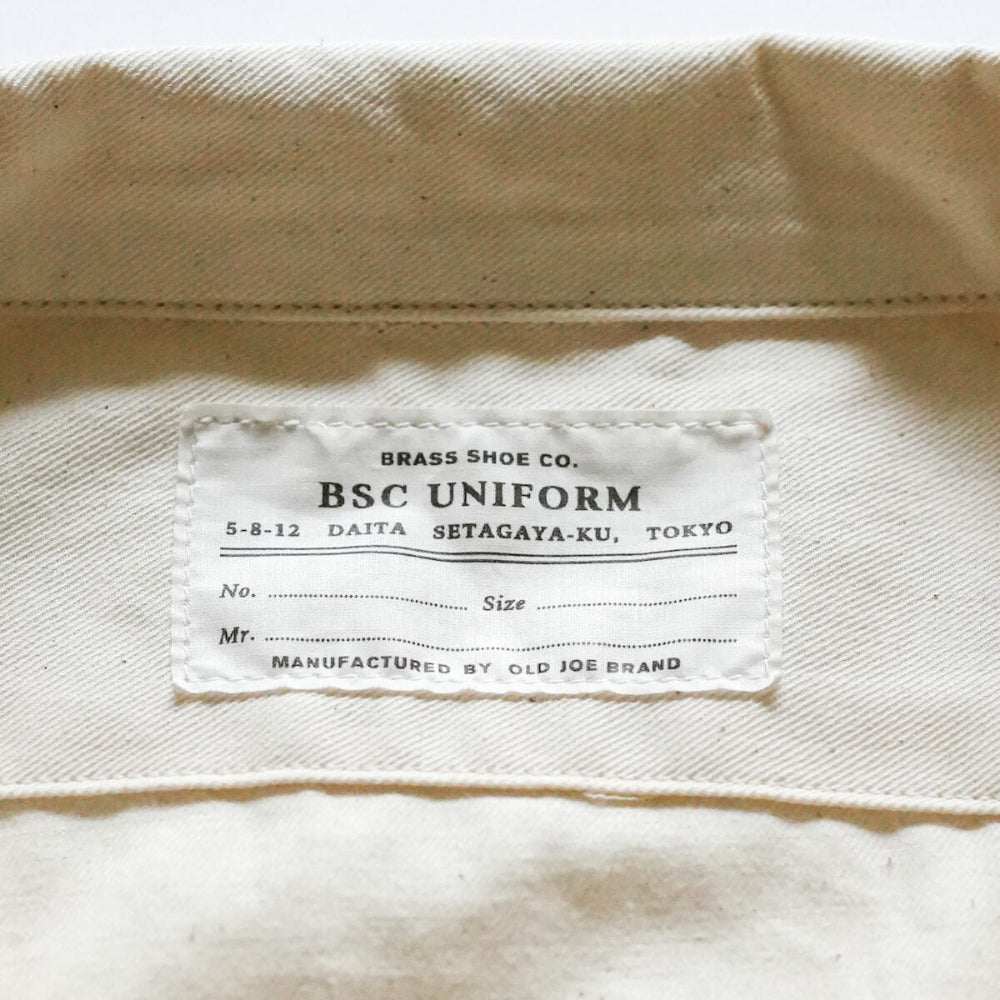 BRASS SHOE CO.
BSC UNIFORM
5-8-12 DAITA SETAGAYA-KU, TOKYO
No. Size
Mr.
MANUFACTURED BY OLD JOE BRAND